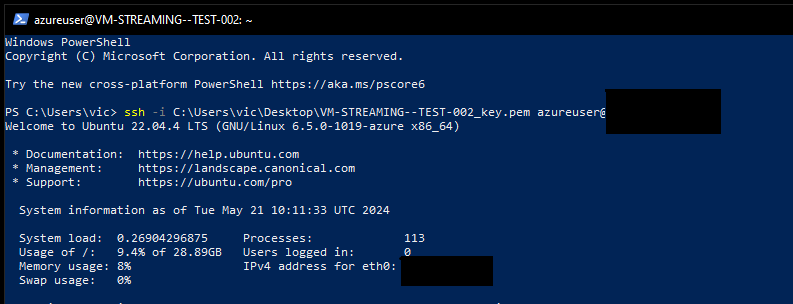 azureuser@VM-STREAMING--TEST-002: ~
Windows PowerShell
Copyright (C) Microsoft Corporation. All rights reserved.
Try the new cross-platform PowerShell https://aka.ms/pscore6
PS C:\Users\vic> ssh -i C:\Users\vic\Desktop\VM-STREAMING--TEST-002_key.pem azureuser@
Welcome to Ubuntu 22.04.4 LTS (GNU/Linux 6.5.0-1019-azure x86_64)
* Documentation:  https://help.ubuntu.com
* Management:     https://landscape.canonical.com
* Support:        https://ubuntu.com/pro
System information as of Tue May 21 10:11:33 UTC 2024
System load:  0.26904296875     Processes:             113
Usage of /:   9.4% of 28.89GB   Users logged in:       0
Memory usage: 8%                IPv4 address for eth0:
Swap usage:   0%